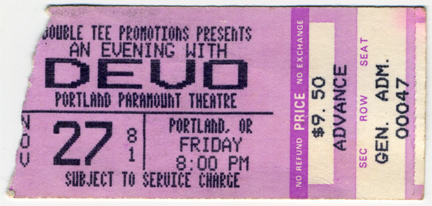 DOUBLE TEE PROMOTIONS PRESENTS
AN EVENING WITH
DEVO
PORTLAND PARAMOUNT THEATRE
NOV 27 81
PORTLAND, OR
FRIDAY
8:00 PM
SUBJECT TO SERVICE CHARGE
NO REFUND PRICE NO EXCHANGE
$9.50
ADVANCE
SEC ROW SEAT
GEN. ADM.
00047